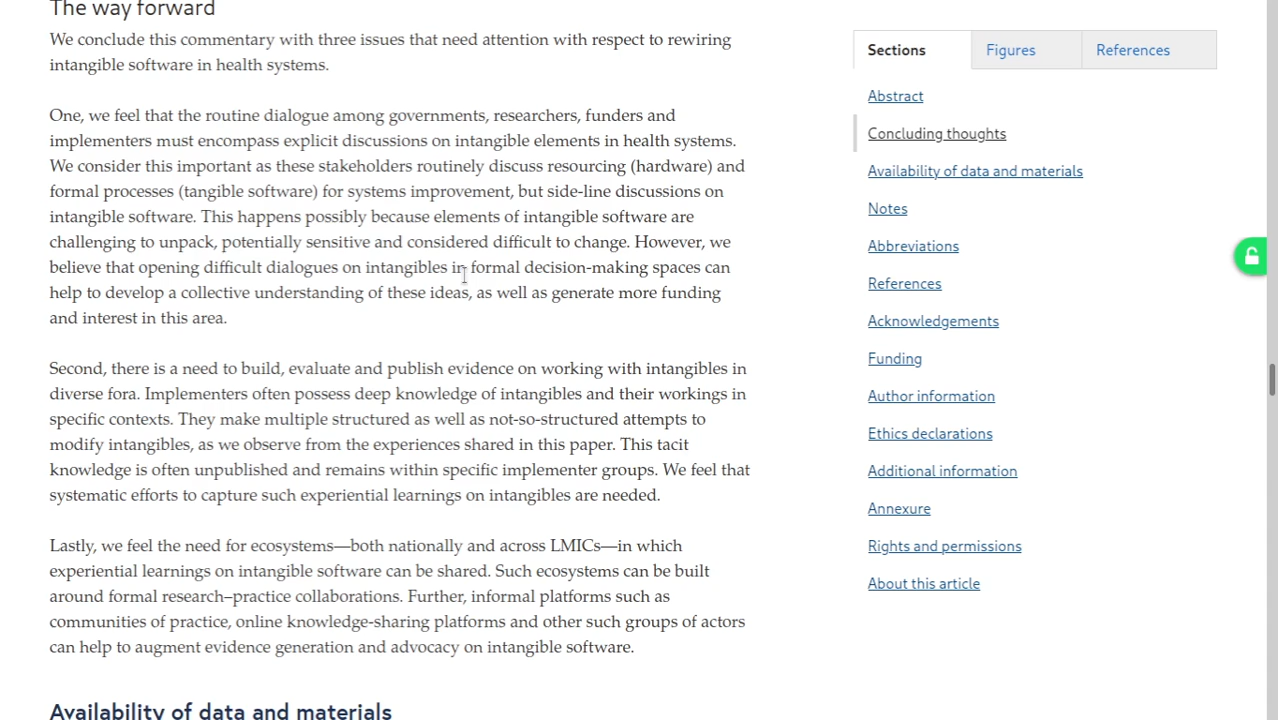 The way forward
We conclude this commentary with three issues that need attention with respect to rewiring
intangible software in health systems.
One, we feel that the routine dialogue among governments, researchers, funders and
implementers must encompass explicit discussions on intangible elements in health systems.
We consider this important as these stakeholders routinely discuss resourcing (hardware) and
formal processes (tangible software) for systems improvement, but side-line discussions on
intangible software. This happens possibly because elements of intangible software are
challenging to unpack, potentially sensitive and considered difficult to change. However, we
believe that opening difficult dialogues on intangibles in formal decision-making spaces can
help to develop a collective understanding of these ideas, as well as generate more funding
and interest in this area.
Second, there is a need to build, evaluate and publish evidence on working with intangibles in
diverse fora. Implementers often possess deep knowledge of intangibles and their workings in
specific contexts. They make multiple structured as well as not-so-structured attempts to
modify intangibles, as we observe from the experiences shared in this paper. This tacit
knowledge is often unpublished and remains within specific implementer groups. We feel that
systematic efforts to capture such experiential learnings on intangibles are needed.
Lastly, we feel the need for ecosystems—both nationally and across LMICs—in which
experiential learnings on intangible software can be shared. Such ecosystems can be built
around formal research–practice collaborations. Further, informal platforms such as
communities of practice, online knowledge-sharing platforms and other such groups of actors
can help to augment evidence generation and advocacy on intangible software.
Availability of data and materials
Sections
Figures
References
Abstract
Concluding thoughts
Availability of data and materials
Notes
Abbreviations
References
Acknowledgements
Funding
Author information
Ethics declarations
Additional information
Annexure
Rights and permissions
About this article